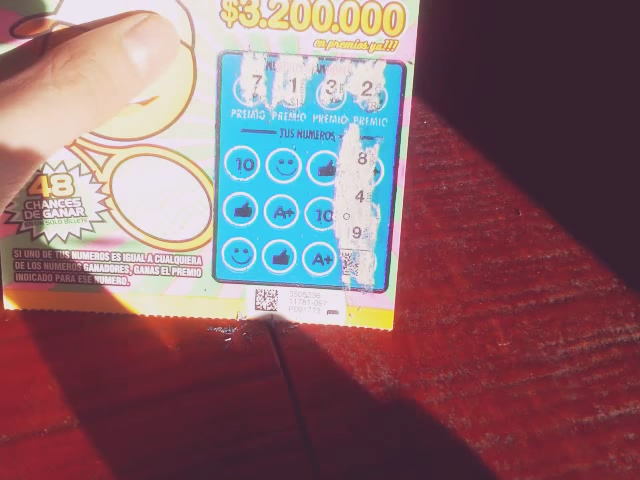 $3.200.000
en premios ya!!!
7 1 3 2
PREMIO PREMIO PREMIO PREMIO
TUS NUMEROS
10 8
A+ 10 4
A+ 9
48
CHANCES
DE GANAR
SI UNO DE TUS NUMEROS ES IGUAL A CUALQUIERA
DE LOS NUMEROS GANADORES, GANAS EL PREMIO
INDICADO PARA ESE NUMERO.